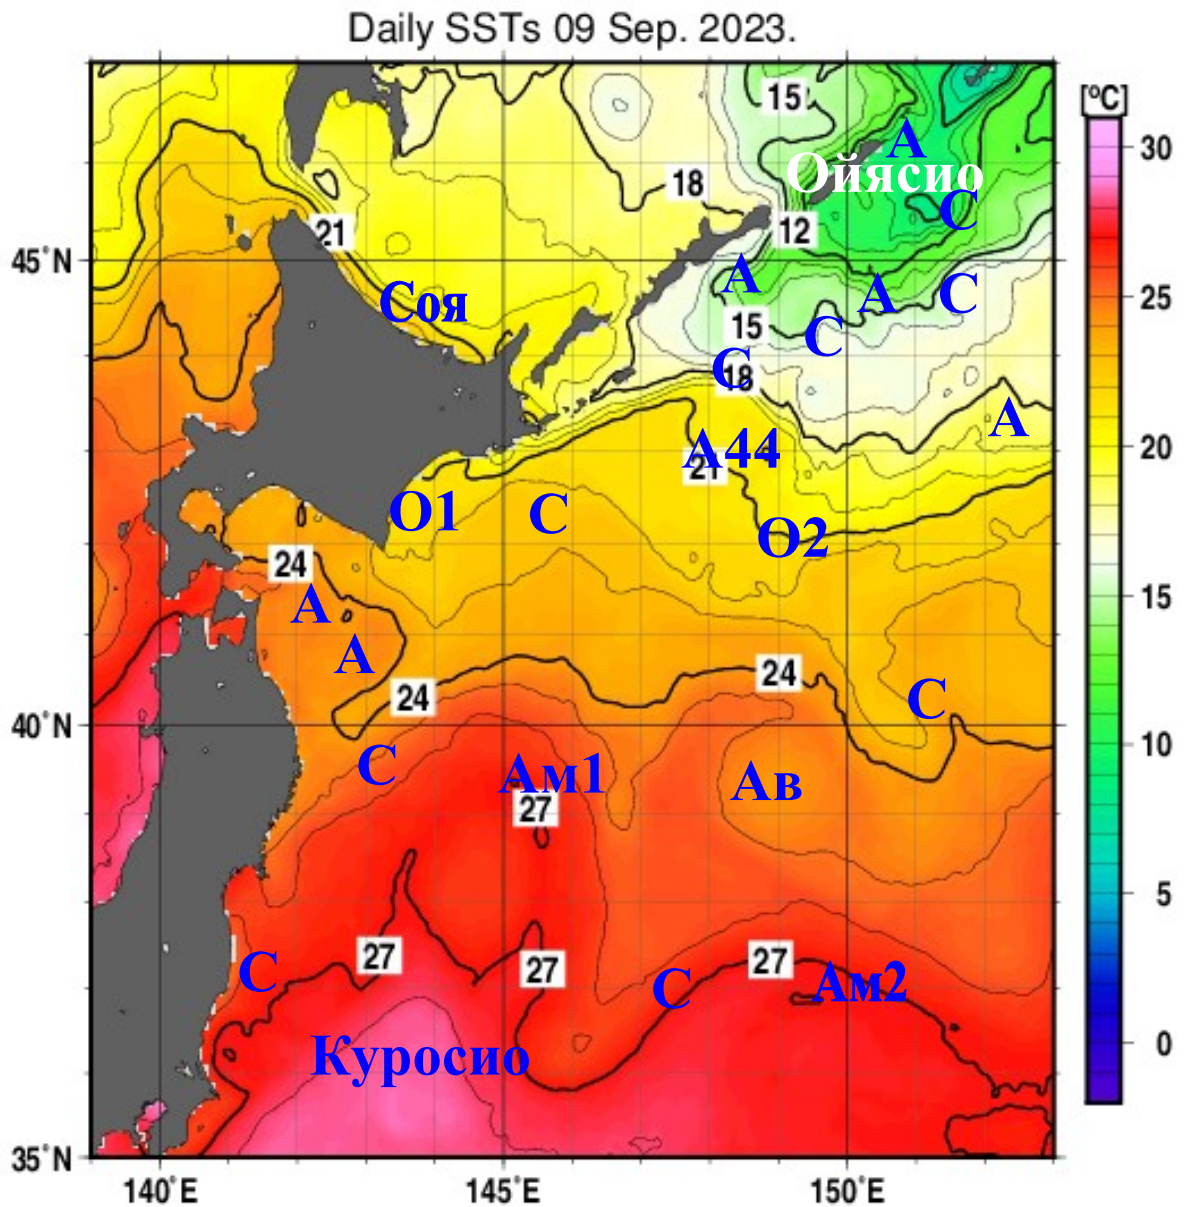 Daily SSTs 09 Sep. 2023.
[°C]
15
30
А
Ойясио
18
С
21
12
45°N
А
А
С
25
Соя
15
С
С
18
А
20
А44
21
О1
С
О2
24
15
А
А
24
24
С
40°N
10
С
Ам1
Ав
27
5
27
27
27
С
С
Ам2
0
Куросио
35°N
140°E
145°E
150°E